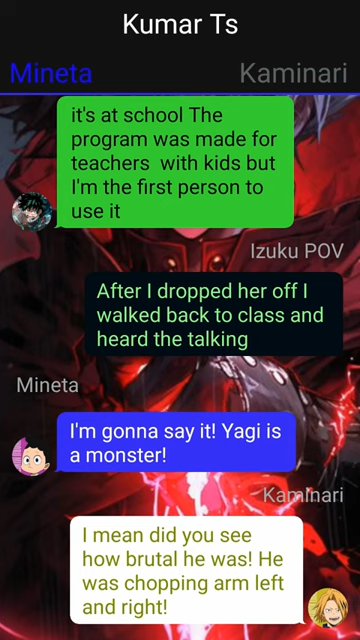 Kumar Ts
Mineta Kaminari
it's at school The
program was made for
teachers with kids but
I'm the first person to
use it
Izuku POV
After I dropped her off I
walked back to class and
heard the talking
Mineta
I'm gonna say it! Yagi is
a monster!
Kaminari
I mean did you see
how brutal he was! He
was chopping arm left
and right!